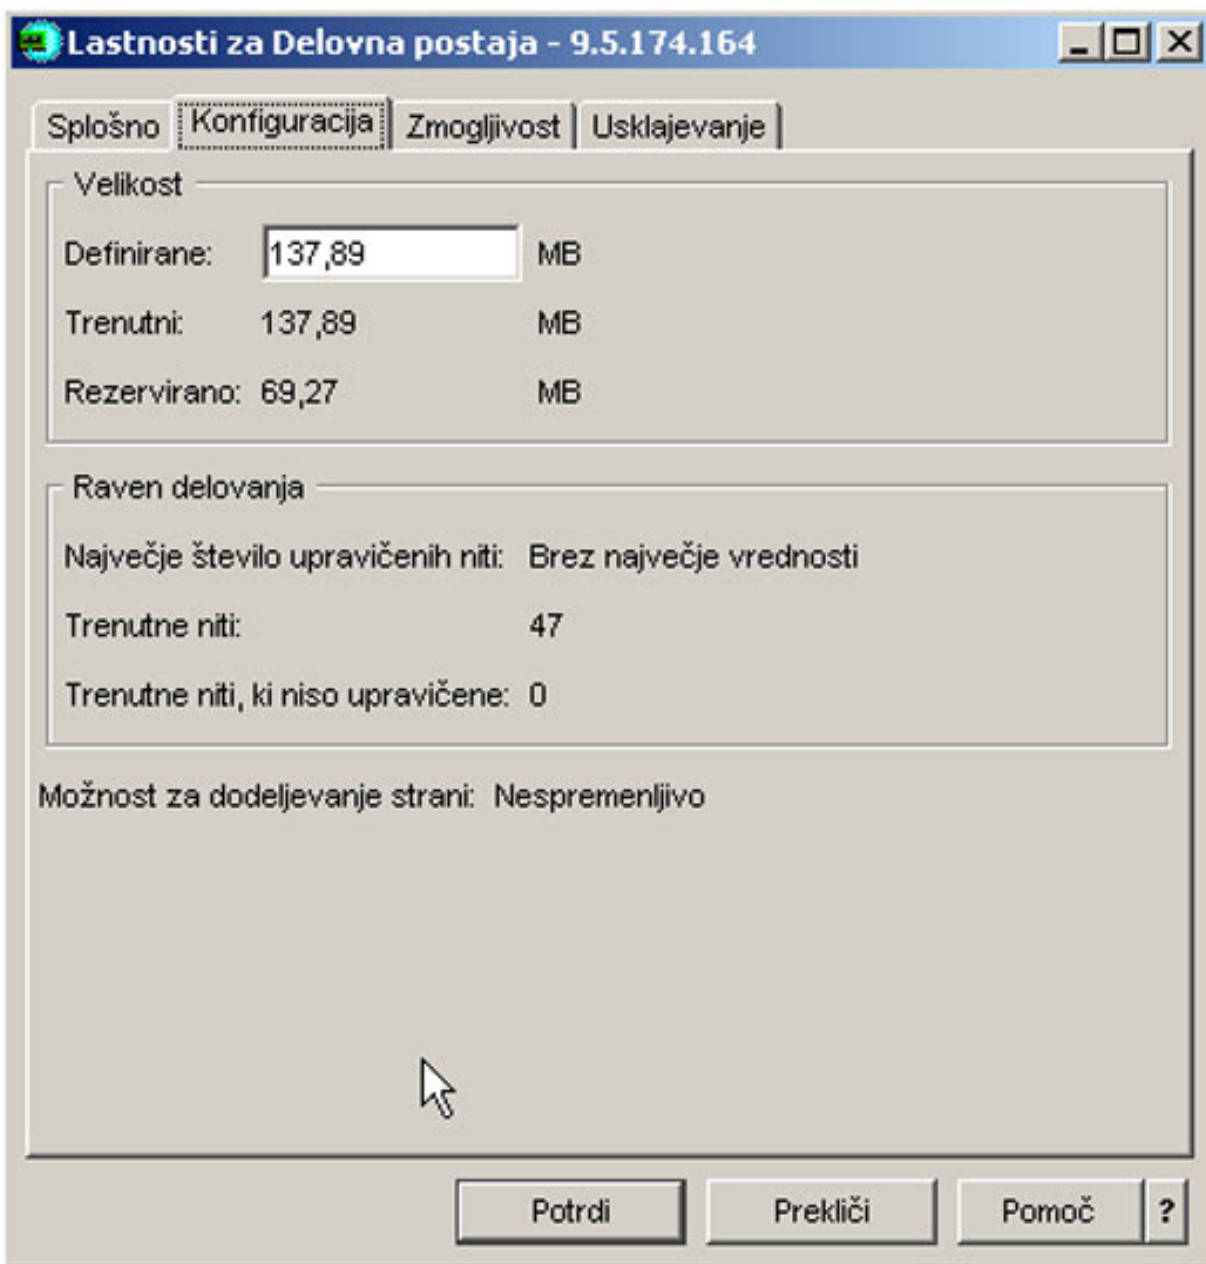 Lastnosti za Delovna postaja - 9.5.174.164
Splošno Konfiguracija Zmogljivost Usklajevanje
Velikost
Definirane: 137,89 MB
Trenutni: 137,89 MB
Rezervirano: 69,27 MB
Raven delovanja
Največje število upravičenih niti: Brez največje vrednosti
Trenutne niti: 47
Trenutne niti, ki niso upravičene: 0
Možnost za dodeljevanje strani: Nespremenljivo
Potrdi Prekliči Pomoč ?